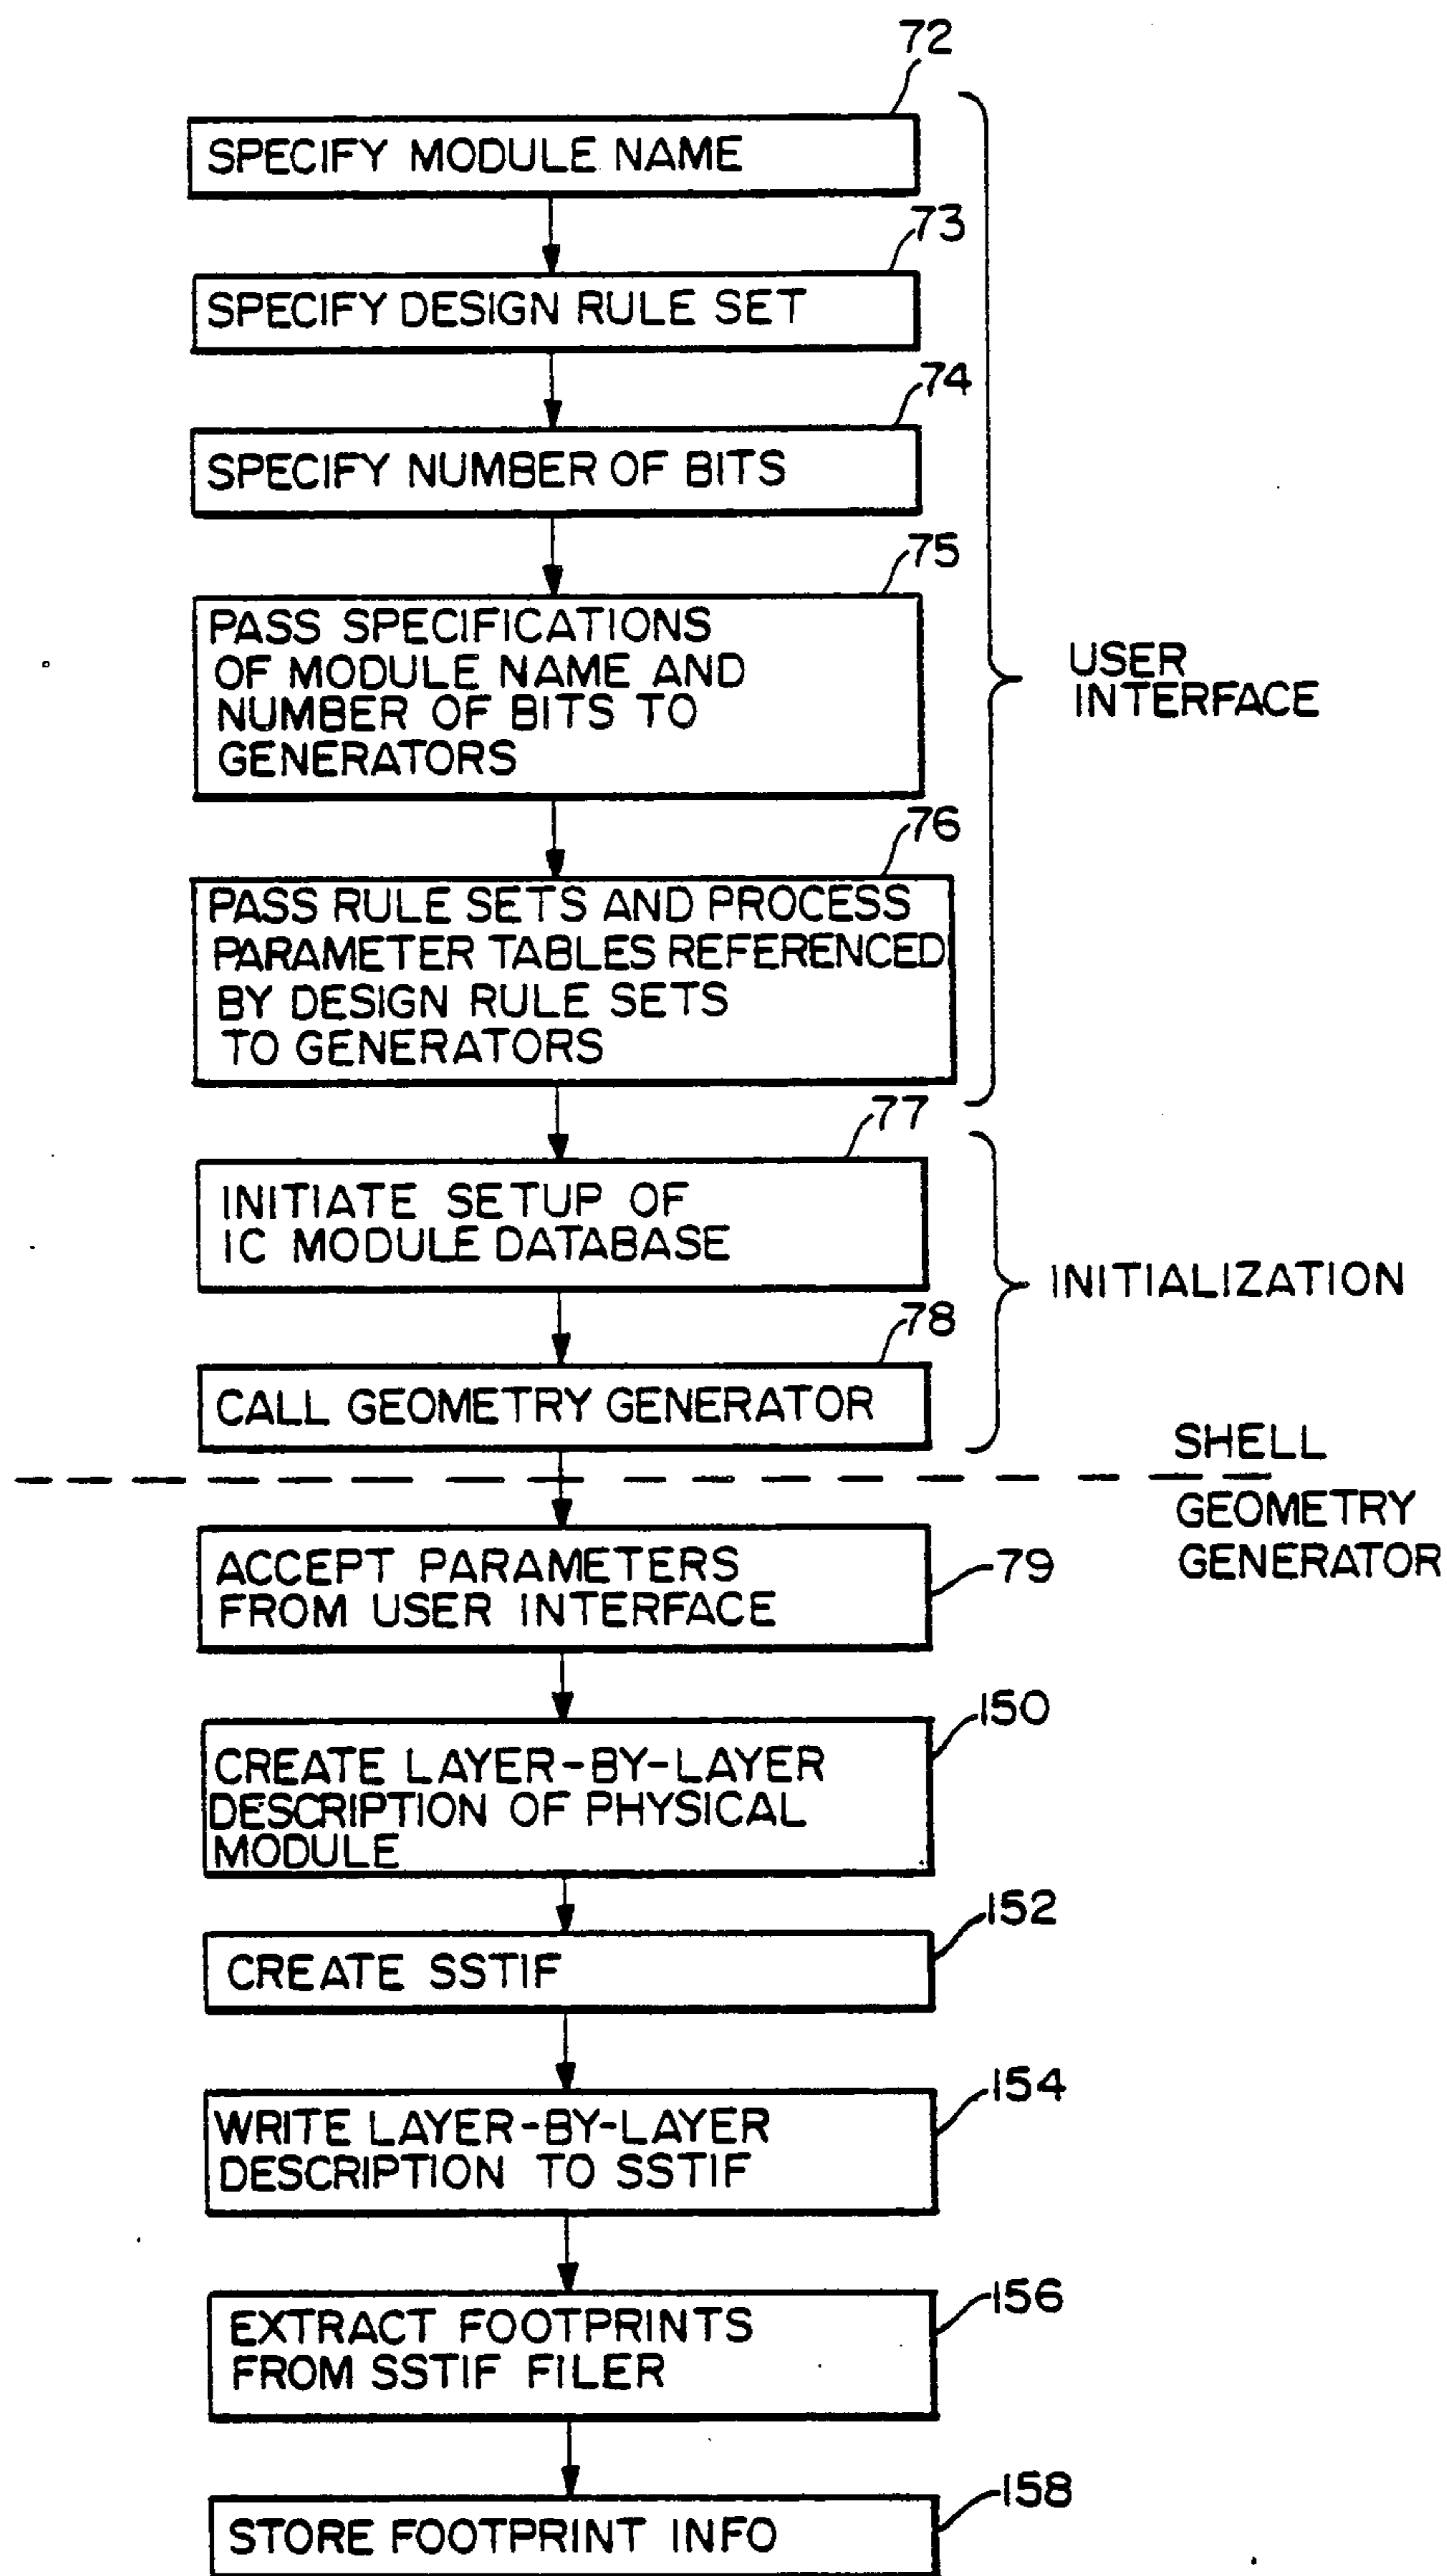 72
SPECIFY MODULE NAME
73
SPECIFY DESIGN RULE SET
74
SPECIFY NUMBER OF BITS
75
PASS SPECIFICATIONS
OF MODULE NAME AND
NUMBER OF BITS TO
GENERATORS
USER
INTERFACE
76
PASS RULE SETS AND PROCESS
PARAMETER TABLES REFERENCED
BY DESIGN RULE SETS
TO GENERATORS
77
INITIATE SETUP OF
IC MODULE DATABASE
INITIALIZATION
78
CALL GEOMETRY GENERATOR
SHELL
GEOMETRY
GENERATOR
ACCEPT PARAMETERS
FROM USER INTERFACE
79
150
CREATE LAYER-BY-LAYER
DESCRIPTION OF PHYSICAL
MODULE
152
CREATE SSTIF
154
WRITE LAYER-BY-LAYER
DESCRIPTION TO SSTIF
156
EXTRACT FOOTPRINTS
FROM SSTIF FILER
158
STORE FOOTPRINT INFO